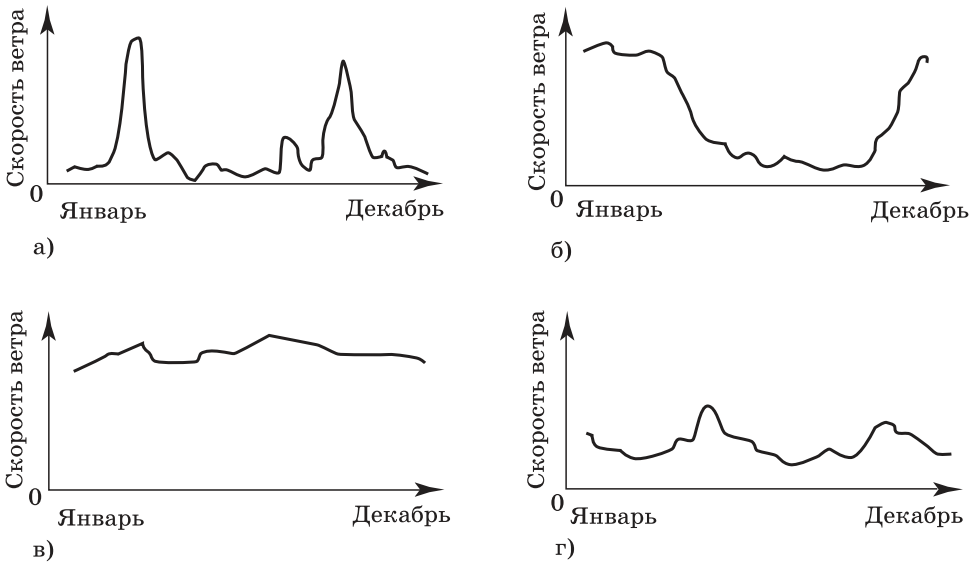 Скорость ветра
0
Январь
Декабрь
а)
Скорость ветра
0
Январь
Декабрь
б)
Скорость ветра
0
Январь
Декабрь
в)
Скорость ветра
0
Январь
Декабрь
г)